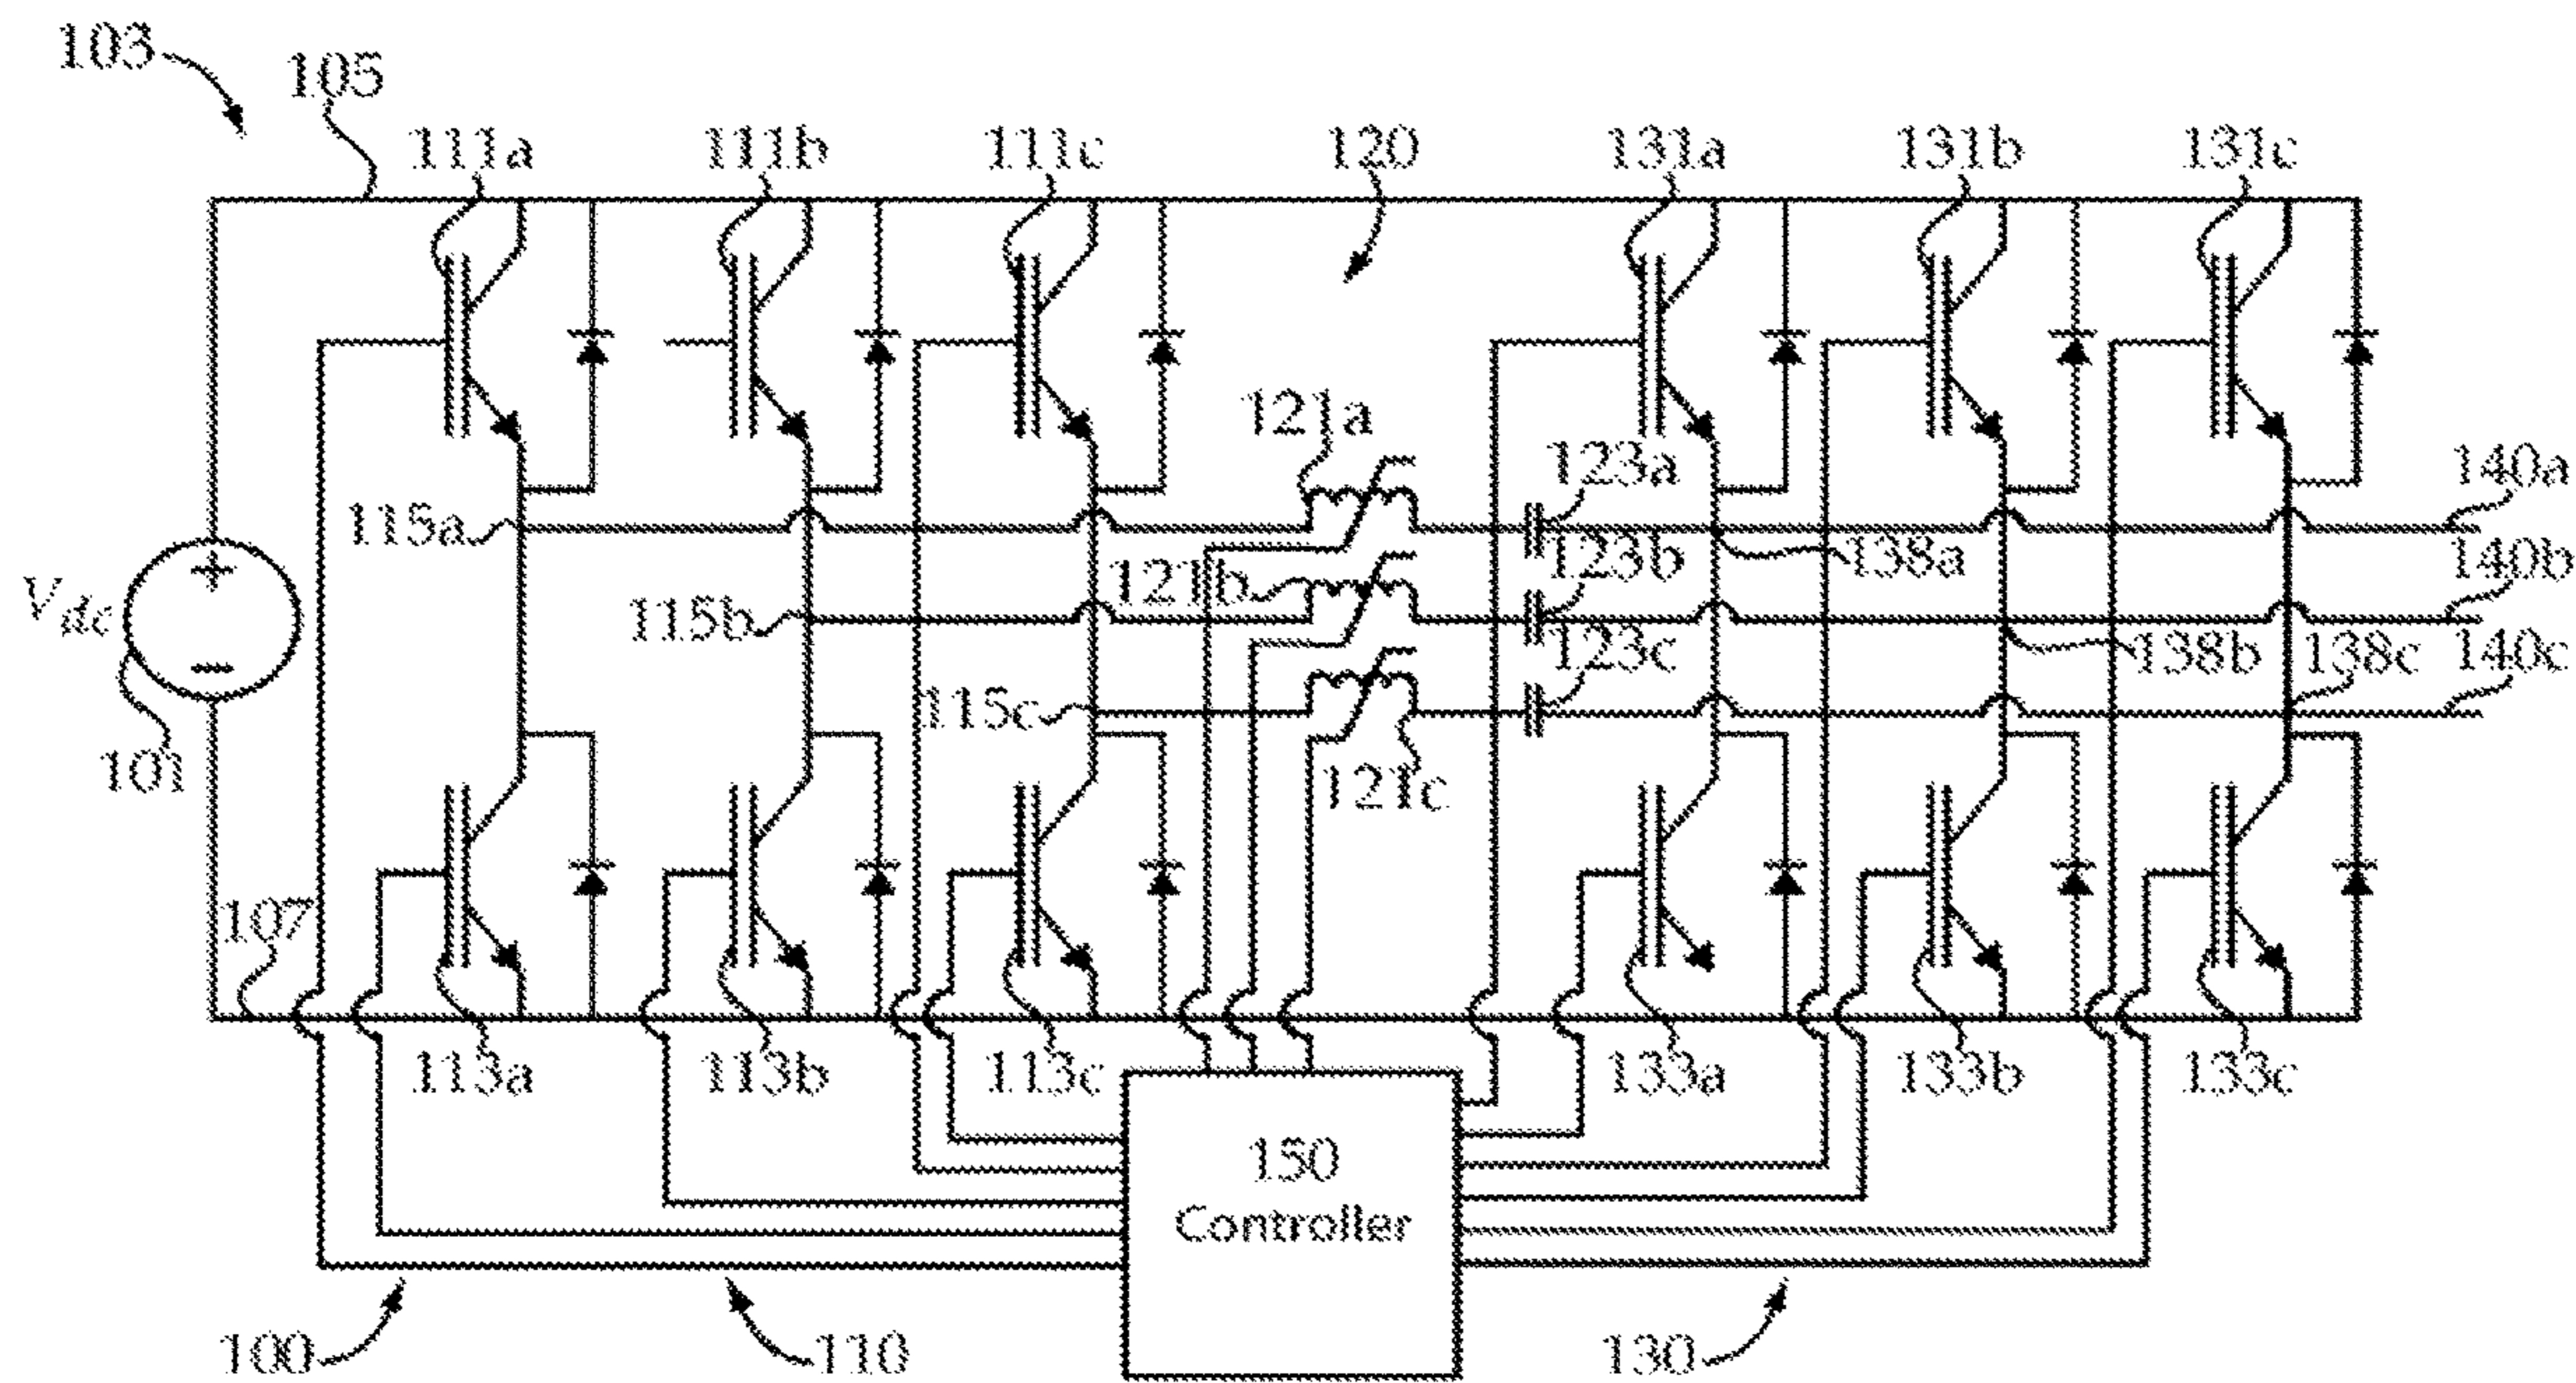 103
105
111a 111b 111c 120 131a 131b 131c
121a
123a 140a
115a
123b 138a 140b
121b
Vdc + 115b
123c 138b 138c 140c
−
115c
101 121c
107
113a 113b 113c 133a 133b 133c
150
Controller
100 110 130